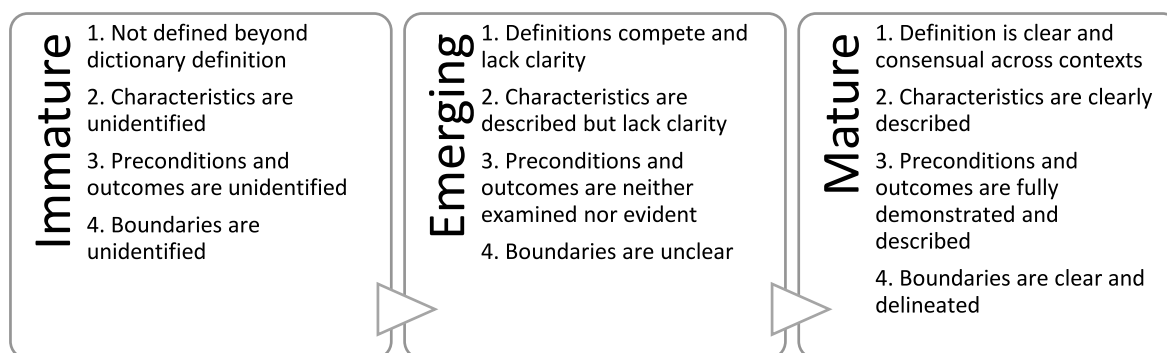 Immature
1. Not defined beyond
dictionary definition
2. Characteristics are
unidentified
3. Preconditions and
outcomes are unidentified
4. Boundaries are
unidentified
Emerging
1. Definitions compete and
lack clarity
2. Characteristics are
described but lack clarity
3. Preconditions and
outcomes are neither
examined nor evident
4. Boundaries are unclear
Mature
1. Definition is clear and
consensual across contexts
2. Characteristics are clearly
described
3. Preconditions and
outcomes are fully
demonstrated and
described
4. Boundaries are clear and
delineated